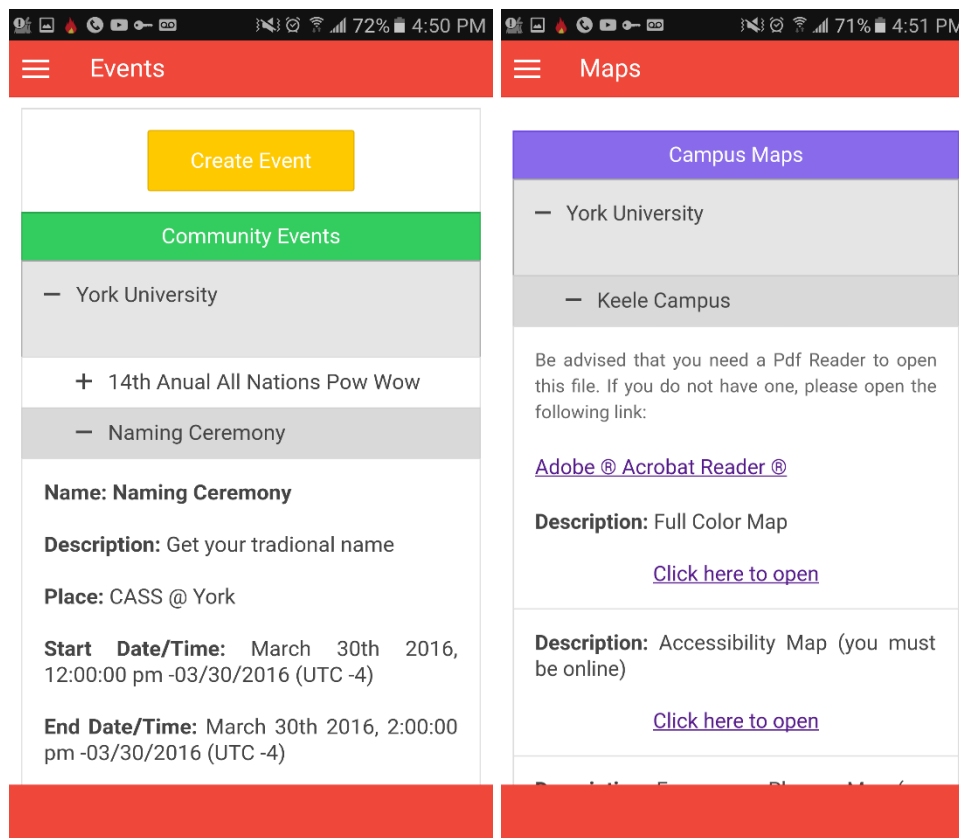 72% 4:50 PM
Events
Create Event
Community Events
− York University
+ 14th Anual All Nations Pow Wow
− Naming Ceremony
Name: Naming Ceremony
Description: Get your tradional name
Place: CASS @ York
Start Date/Time: March 30th 2016,
12:00:00 pm -03/30/2016 (UTC -4)
End Date/Time: March 30th 2016, 2:00:00
pm -03/30/2016 (UTC -4)
71% 4:51 PM
Maps
Campus Maps
− York University
− Keele Campus
Be advised that you need a Pdf Reader to open
this file. If you do not have one, please open the
following link:
Adobe ® Acrobat Reader ®
Description: Full Color Map
Click here to open
Description: Accessibility Map (you must
be online)
Click here to open